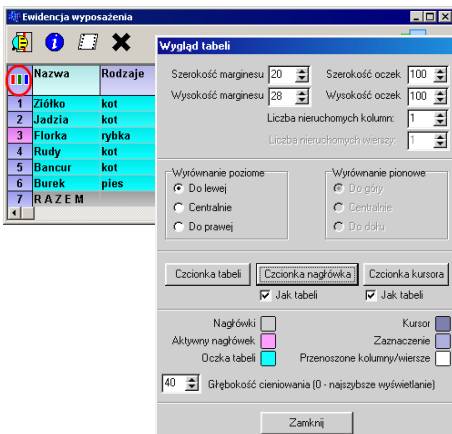 Ewidencja wyposażenia
Nazwa Rodzaje
1 Ziółko kot
2 Jadzia kot
3 Florka rybka
4 Rudy kot
5 Bancur kot
6 Burek pies
7 R A Z E M
Wygląd tabeli
Szerokość marginesu 20 Szerokość oczek 100
Wysokość marginesu 28 Wysokość oczek 100
Liczba nieruchomych kolumn: 1
Liczba nieruchomych wierszy: 1
Wyrównanie poziome Wyrównanie pionowe
Do lewej Do góry
Centralnie Centralnie
Do prawej Do dołu
Czcionka tabeli Czcionka nagłówka Czcionka kursora
Jak tabeli Jak tabeli
Nagłówki Kursor
Aktywny nagłówek Zaznaczenie
Oczka tabeli Przenoszone kolumny/wiersze
40 Głębokość cieniowania (0 - najszybsze wyświetlanie)
Zamknij